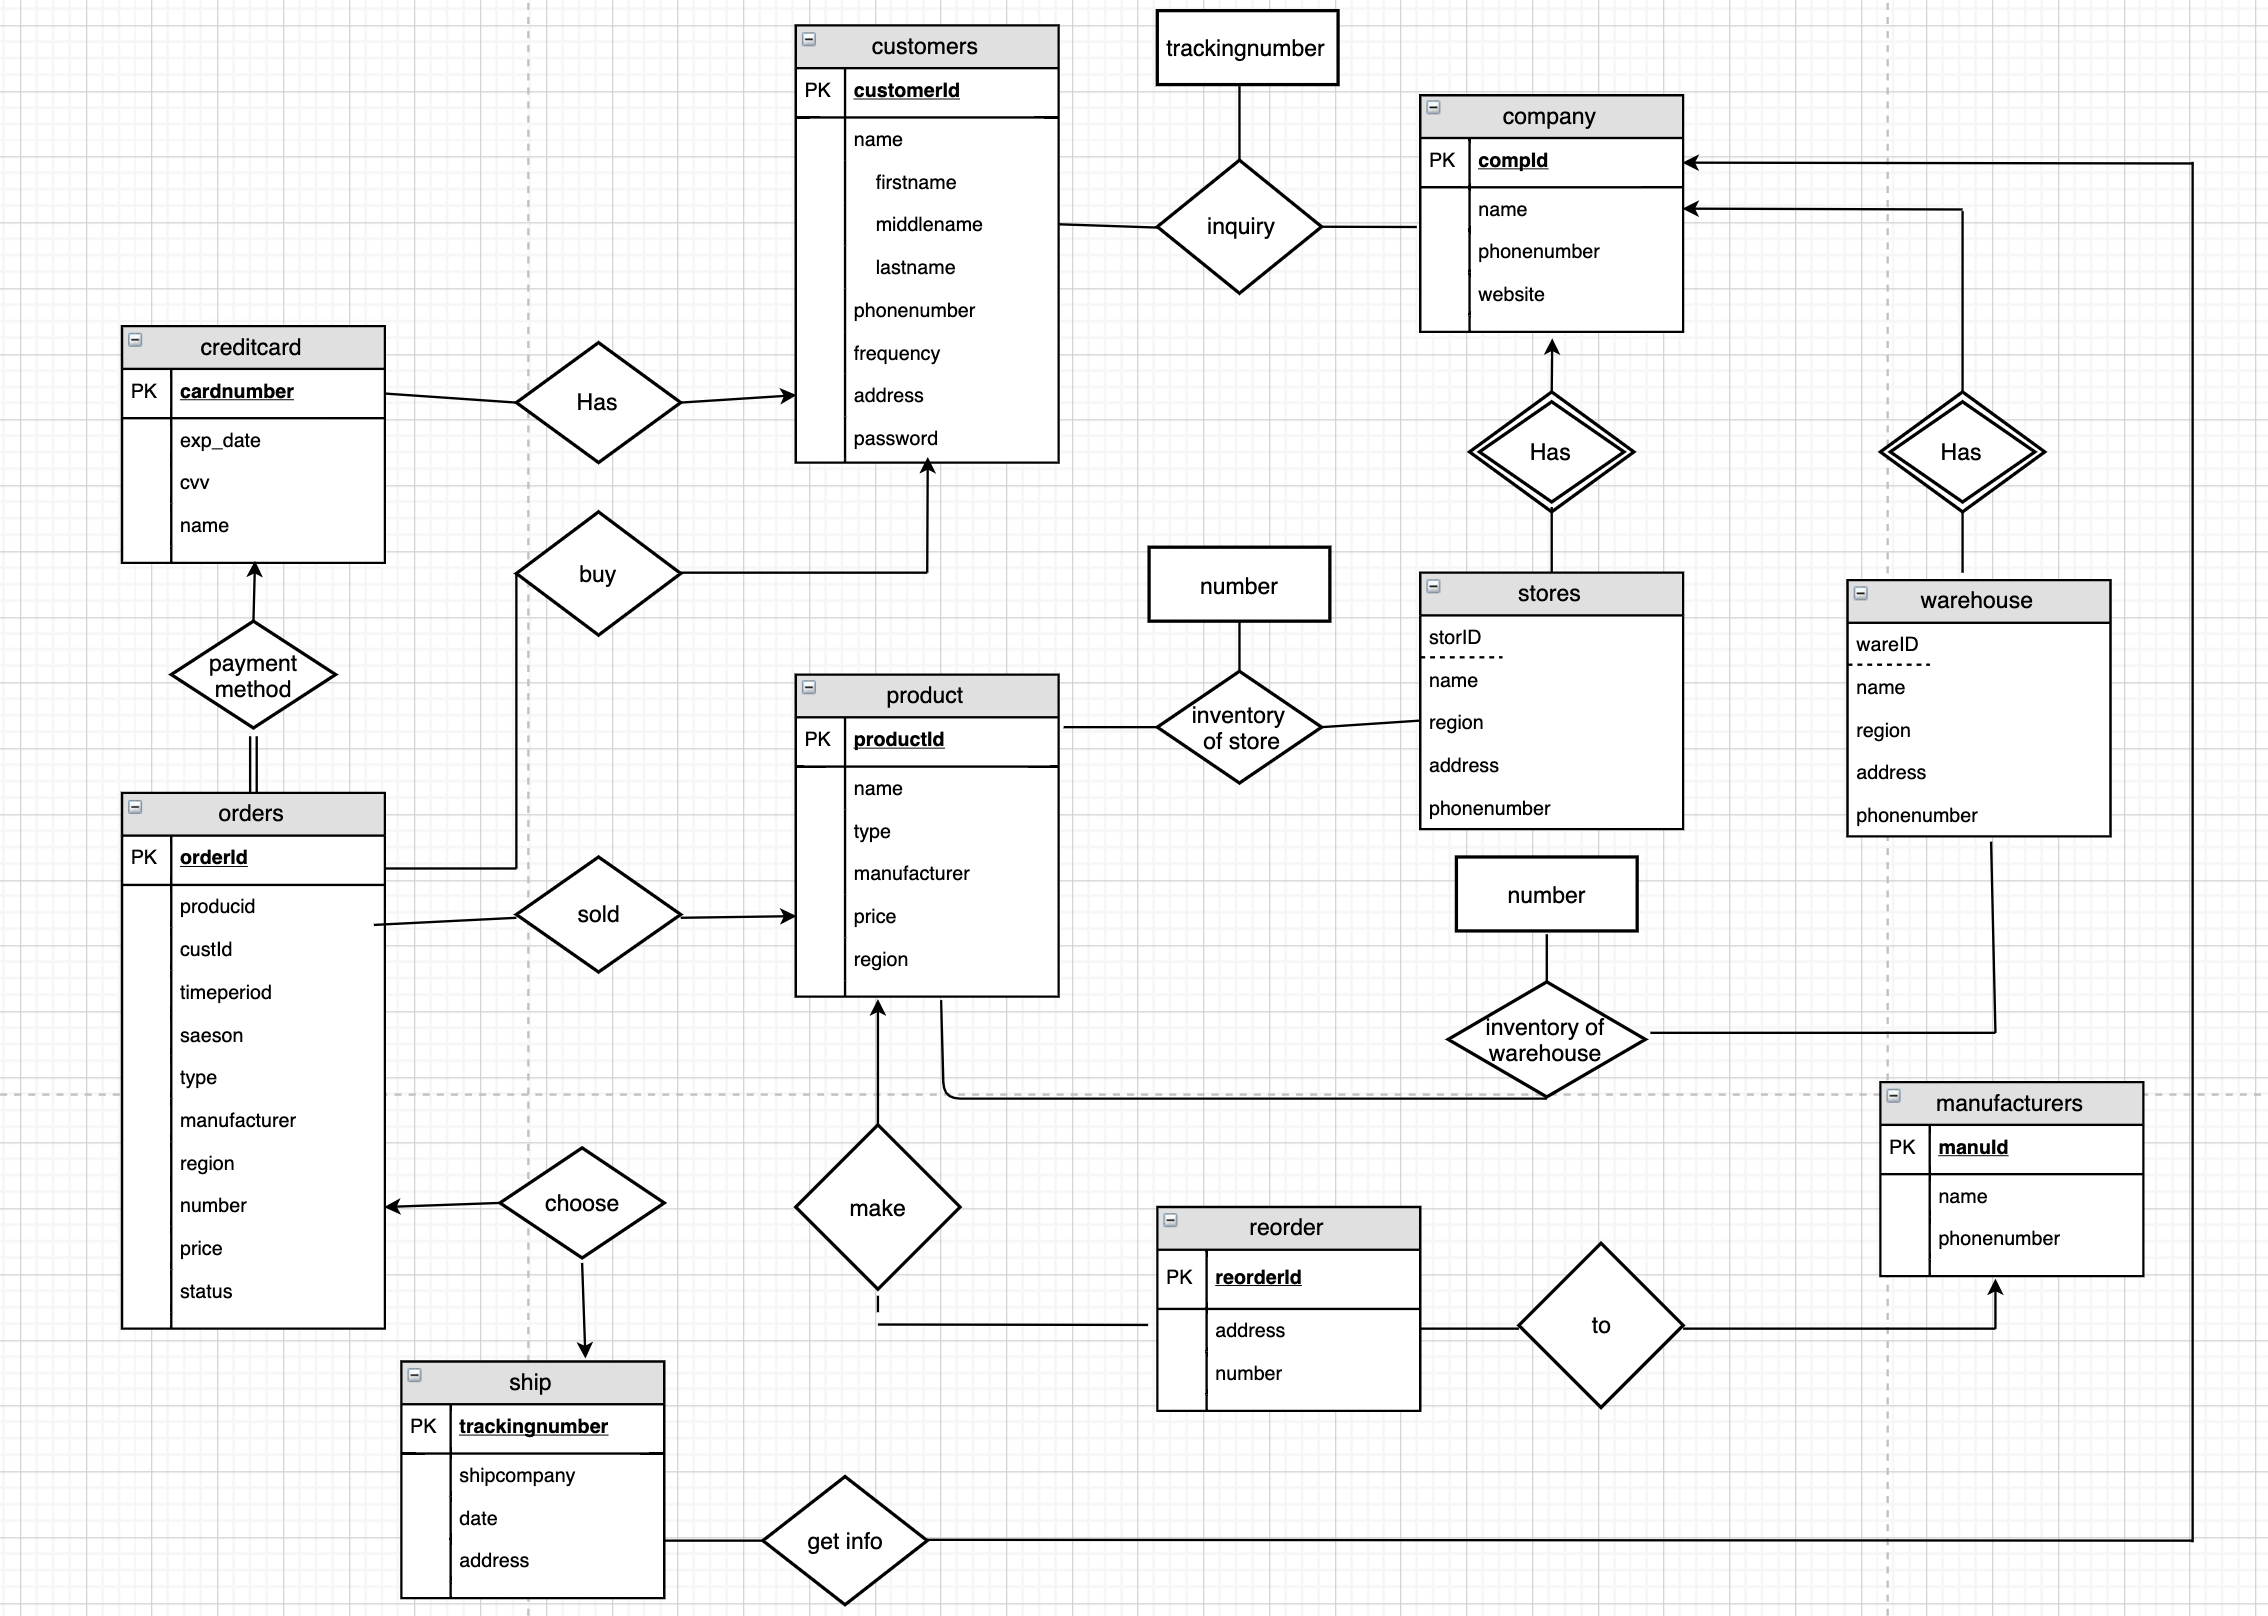 customers
PK customerId
name
firstname
middlename
lastname
phonenumber
frequency
address
password
trackingnumber
inquiry
company
PK compId
name
phonenumber
website
creditcard
PK cardnumber
exp_date
cvv
name
Has
buy
Has
Has
payment
method
number
stores
storID
name
region
address
phonenumber
warehouse
wareID
name
region
address
phonenumber
product
PK productId
name
type
manufacturer
price
region
inventory
of store
orders
PK orderId
producid
custId
timeperiod
saeson
type
manufacturer
region
number
price
status
sold
number
inventory of
warehouse
manufacturers
PK manuId
name
phonenumber
choose
make
reorder
PK reorderId
address
number
to
ship
PK trackingnumber
shipcompany
date
address
get info